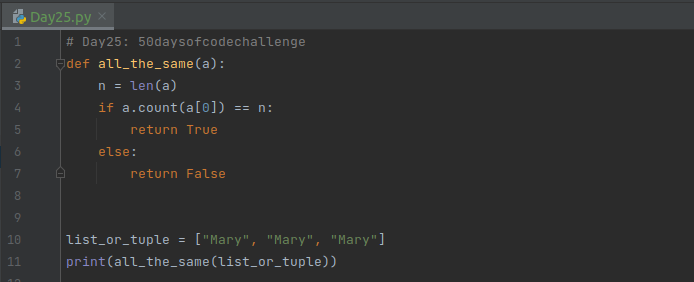 Day25.py
1 # Day25: 50daysofcodechallenge
2 def all_the_same(a):
3     n = len(a)
4     if a.count(a[0]) == n:
5         return True
6     else:
7         return False
8
9
10 list_or_tuple = ["Mary", "Mary", "Mary"]
11 print(all_the_same(list_or_tuple))